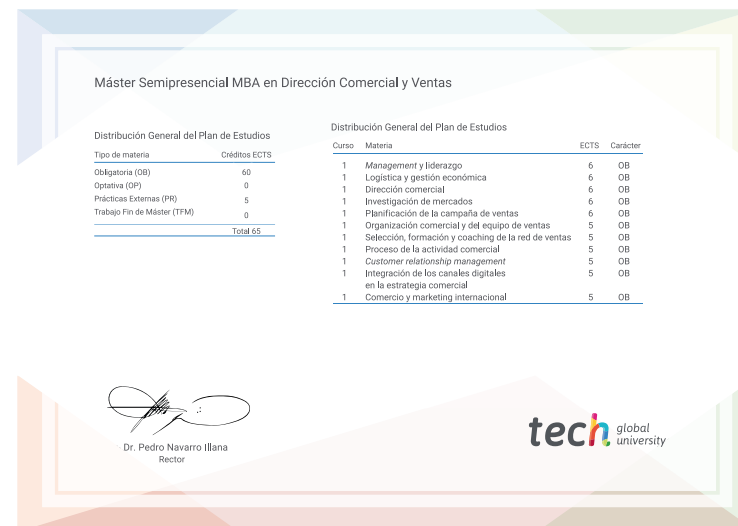 Máster Semipresencial MBA en Dirección Comercial y Ventas
Distribución General del Plan de Estudios
Tipo de materia Créditos ECTS
Obligatoria (OB) 60
Optativa (OP) 0
Prácticas Externas (PR) 5
Trabajo Fin de Máster (TFM) 0
Total 65
Distribución General del Plan de Estudios
Curso Materia ECTS Carácter
1 Management y liderazgo 6 OB
1 Logística y gestión económica 6 OB
1 Dirección comercial 6 OB
1 Investigación de mercados 6 OB
1 Planificación de la campaña de ventas 6 OB
1 Organización comercial y del equipo de ventas 5 OB
1 Selección, formación y coaching de la red de ventas 5 OB
1 Proceso de la actividad comercial 5 OB
1 Customer relationship management 5 OB
1 Integración de los canales digitales 5 OB
en la estrategia comercial
1 Comercio y marketing internacional 5 OB
Dr. Pedro Navarro Illana
Rector
tech global
university